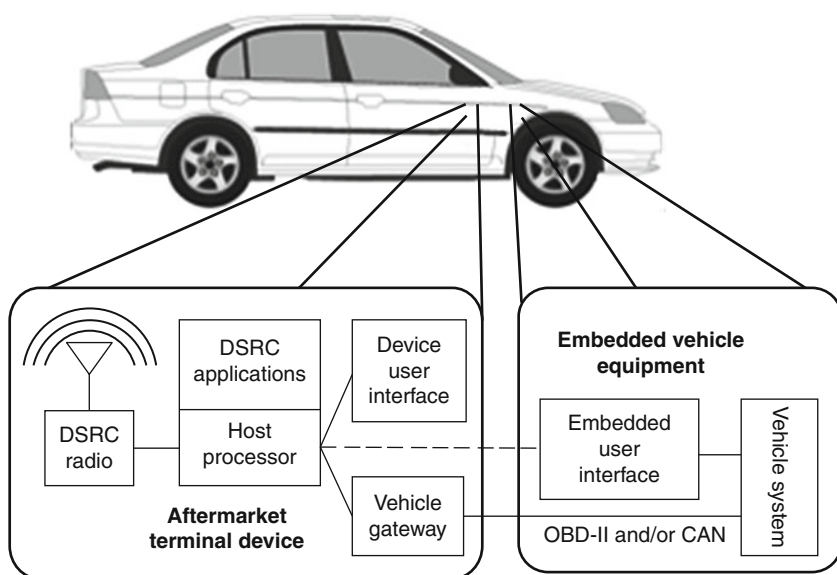 DSRC
applications
Device
user
interface
DSRC
radio
Host
processor
Vehicle
gateway
Aftermarket
terminal device
Embedded vehicle
equipment
Embedded
user
interface
Vehicle system
OBD-II and/or CAN